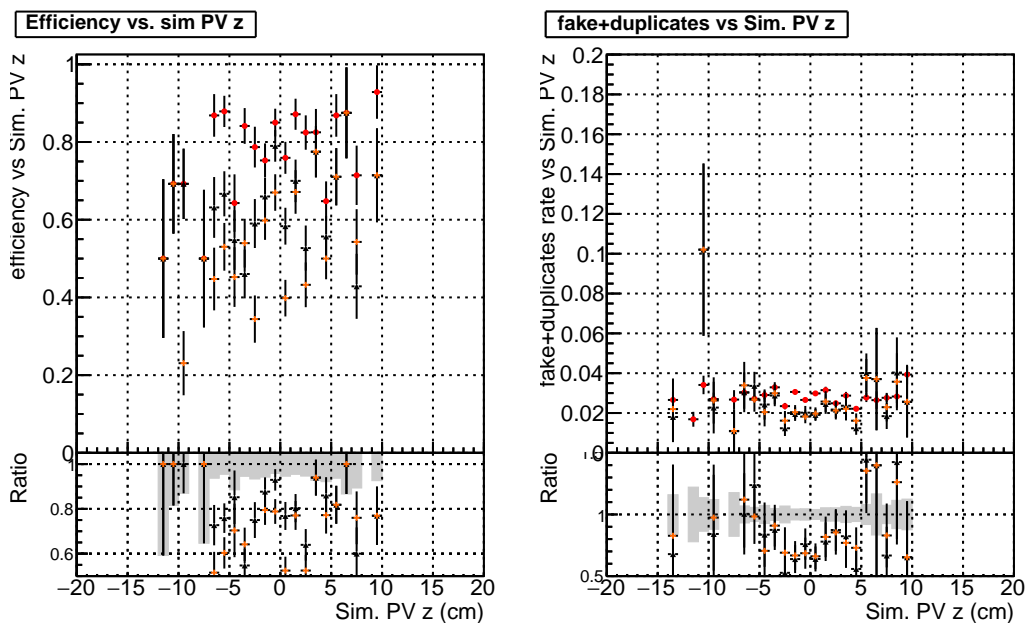 Efficiency vs. sim PV z
efficiency vs Sim. PV z
1
0.8
0.6
0.4
0.2
0
Ratio
1
0.8
0.6
−20 −15 −10 −5 0 5 10 15 20
Sim. PV z (cm)
fake+duplicates vs Sim. PV z
fake+duplicates rate vs Sim. PV z
0.2
0.18
0.16
0.14
0.12
0.1
0.08
0.06
0.04
0.02
0
Ratio
1
0.5
−20 −15 −10 −5 0 5 10 15 20
Sim. PV z (cm)